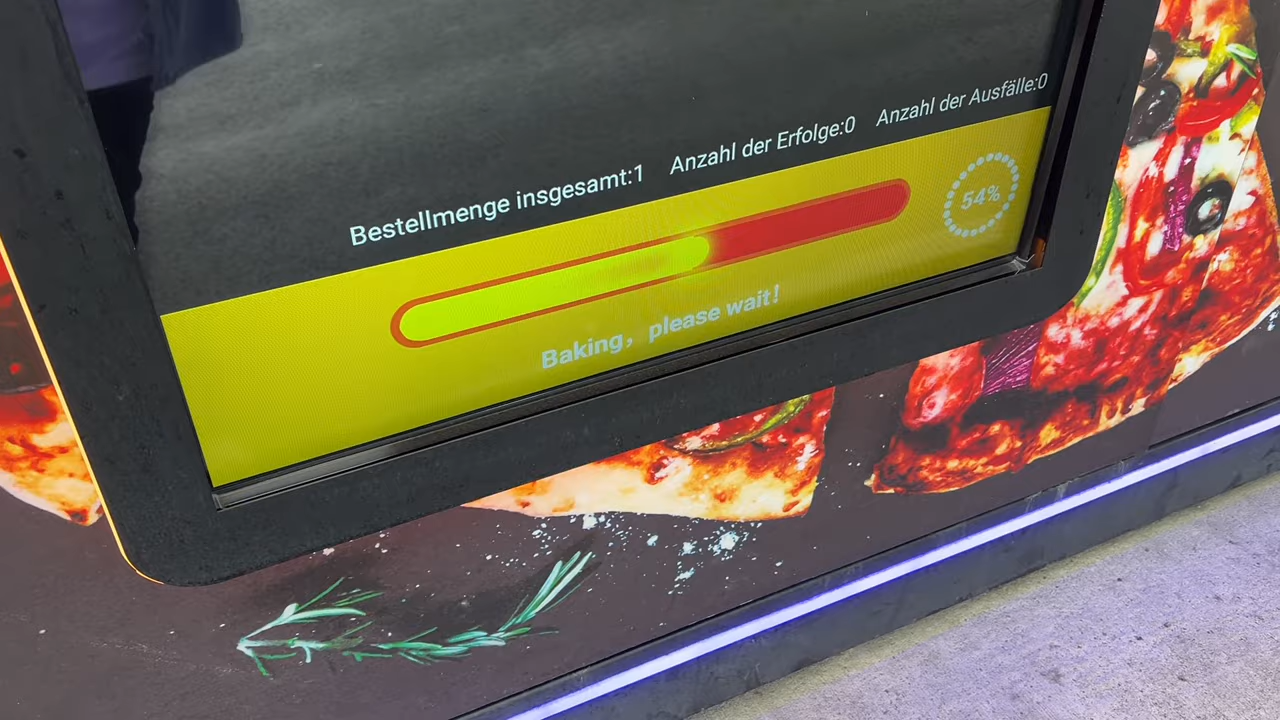 Bestellmenge insgesamt:1 Anzahl der Erfolge:0 Anzahl der Ausfälle:0
54%
Baking, please wait!